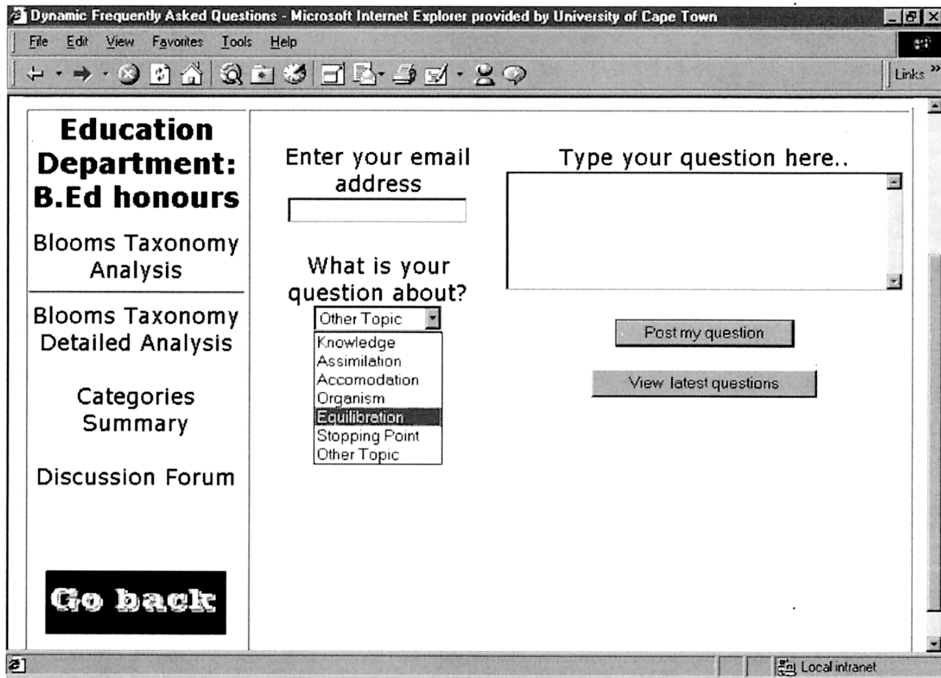 Dynamic Frequently Asked Questions - Microsoft Internet Explorer provided by University of Cape Town
File Edit View Favorites Tools Help
Links »
Education
Department:
B.Ed honours
Blooms Taxonomy
Analysis
Blooms Taxonomy
Detailed Analysis
Categories
Summary
Discussion Forum
Go back
Enter your email
address
What is your
question about?
Other Topic
Knowledge
Assimilation
Accomodation
Organism
Equilibration
Stopping Point
Other Topic
Type your question here..
Post my question
View latest questions
Local intranet